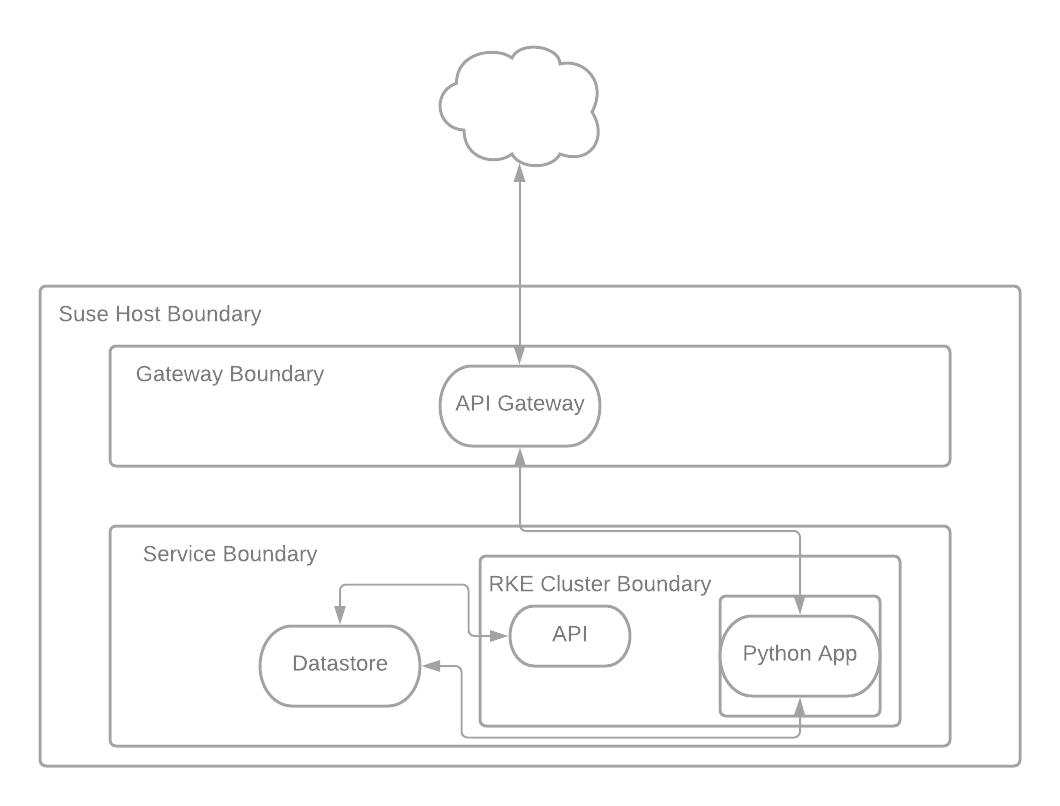 Suse Host Boundary
Gateway Boundary
API Gateway
Service Boundary
RKE Cluster Boundary
API
Python App
Datastore